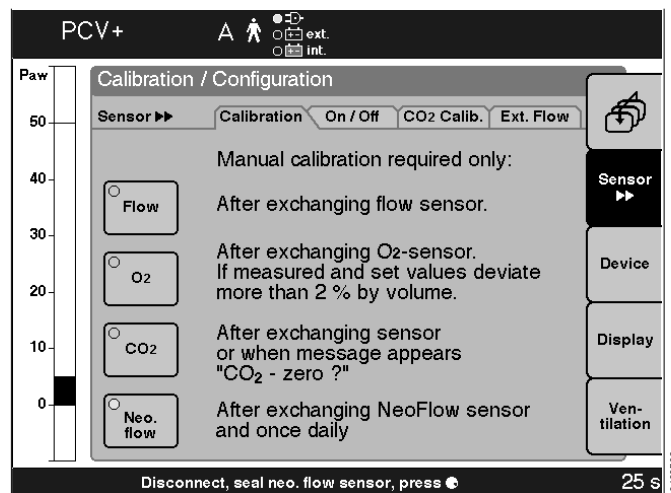 PCV+
A
ext.
int.
Paw
Calibration / Configuration
Sensor ▶▶
Calibration
On / Off
CO2 Calib.
Ext. Flow
50
40
30
20
10
0
Manual calibration required only:
Flow
After exchanging flow sensor.
O2
After exchanging O2-sensor.
If measured and set values deviate
more than 2 % by volume.
CO2
After exchanging sensor
or when message appears
"CO2 - zero ?"
Neo.
flow
After exchanging NeoFlow sensor
and once daily
Sensor
▶▶
Device
Display
Ven-
tilation
Disconnect, seal neo. flow sensor, press
25 s